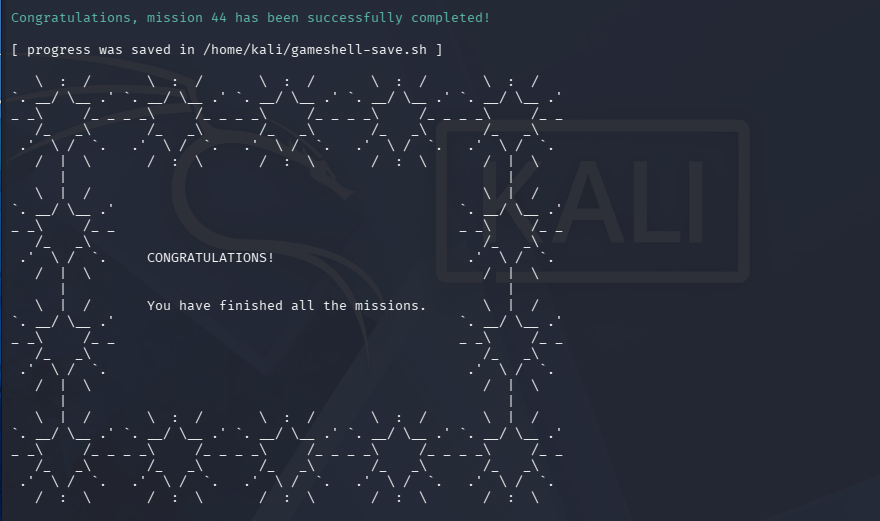 Congratulations, mission 44 has been successfully completed!
[ progress was saved in /home/kali/gameshell-save.sh ]
KALI
CONGRATULATIONS!
You have finished all the missions.